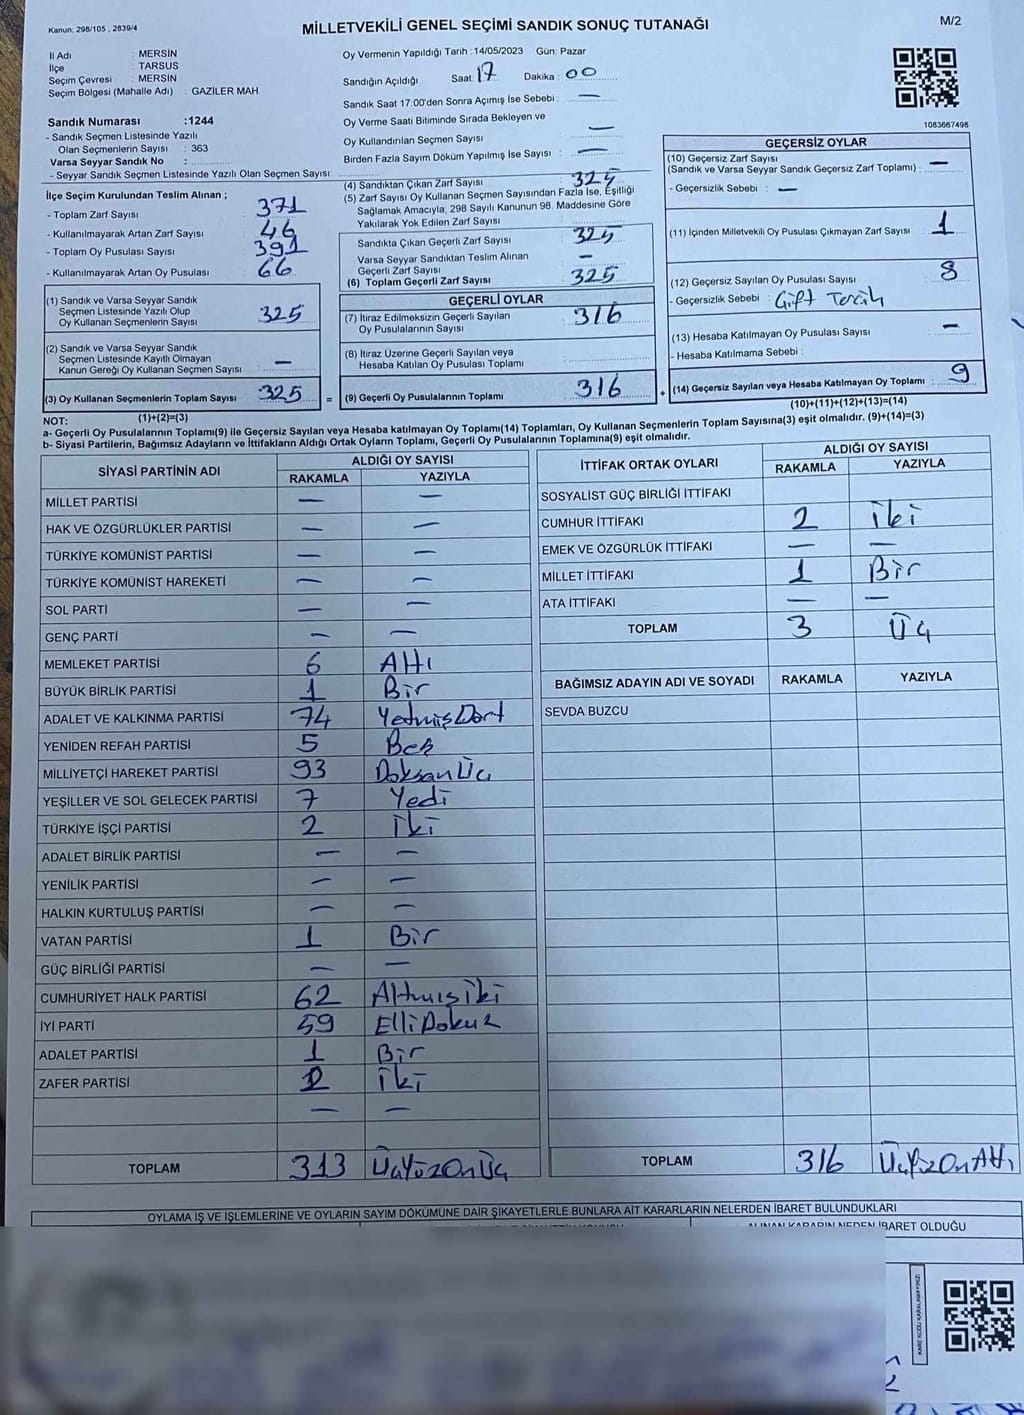 Kanun: 298/105 , 2839/4
MİLLETVEKİLİ GENEL SEÇİMİ SANDIK SONUÇ TUTANAĞI
M/2
İl Adı : MERSİN
İlçe : TARSUS
Seçim Çevresi : MERSİN
Seçim Bölgesi (Mahalle Adı) : GAZİLER MAH.
Sandık Numarası :1244
- Sandık Seçmen Listesinde Yazılı
Olan Seçmenlerin Sayısı : 363
Varsa Seyyar Sandık No :
- Seyyar Sandık Seçmen Listesinde Yazılı Olan Seçmen Sayısı:
Oy Vermenin Yapıldığı Tarih :14/05/2023 Gün: Pazar
Sandığın Açıldığı Saat: 17 Dakika : 00
Sandık Saat 17.00'den Sonra Açımış İse Sebebi : —
Oy Verme Saati Bitiminde Sırada Bekleyen ve
Oy Kullandırılan Seçmen Sayısı —
Birden Fazla Sayım Döküm Yapılmış İse Sayısı : —
1083667498
İlçe Seçim Kurulundan Teslim Alınan ;
- Toplam Zarf Sayısı 371
- Kullanılmayarak Artan Zarf Sayısı 46
- Toplam Oy Pusulası Sayısı 391
- Kullanılmayarak Artan Oy Pusulası 66
(1) Sandık ve Varsa Seyyar Sandık
Seçmen Listesinde Yazılı Olup
Oy Kullanan Seçmenlerin Sayısı 325
(2) Sandık ve Varsa Seyyar Sandık
Seçmen Listesinde Kayıtlı Olmayan
Kanun Gereği Oy Kullanan Seçmen Sayısı —
(3) Oy Kullanan Seçmenlerin Toplam Sayısı 325 =
(1)+(2)=(3)
(4) Sandıktan Çıkan Zarf Sayısı 325
(5) Zarf Sayısı Oy Kullanan Seçmen Sayısından Fazla İse, Eşitliği
Sağlamak Amacıyla; 298 Sayılı Kanunun 98. Maddesine Göre
Yakılarak Yok Edilen Zarf Sayısı :
Sandıkta Çıkan Geçerli Zarf Sayısı 325
Varsa Seyyar Sandıktan Teslim Alınan
Geçerli Zarf Sayısı —
(6) Toplam Geçerli Zarf Sayısı 325
GEÇERLİ OYLAR
(7) İtiraz Edilmeksizin Geçerli Sayılan
Oy Pusulalarının Sayısı 316
(8) İtiraz Üzerine Geçerli Sayılan veya
Hesaba Katılan Oy Pusulası Toplamı
(9) Geçerli Oy Pusulalarının Toplamı 316 +
GEÇERSİZ OYLAR
(10) Geçersiz Zarf Sayısı
(Sandık ve Varsa Seyyar Sandık Geçersiz Zarf Toplamı) : —
- Geçersizlik Sebebi : —
(11) İçinden Milletvekili Oy Pusulası Çıkmayan Zarf Sayısı 1
(12) Geçersiz Sayılan Oy Pusulası Sayısı 8
- Geçersizlik Sebebi : Çift Tercih
(13) Hesaba Katılmayan Oy Pusulası Sayısı —
- Hesaba Katılmama Sebebi :
(14) Geçersiz Sayılan veya Hesaba Katılmayan Oy Toplamı : 9
(10)+(11)+(12)+(13)=(14)
NOT:
a- Geçerli Oy Pusulalarının Toplamı(9) ile Geçersiz Sayılan veya Hesaba katılmayan Oy Toplamı(14) Toplamları, Oy Kullanan Seçmenlerin Toplam Sayısına(3) eşit olmalıdır. (9)+(14)=(3)
b- Siyasi Partilerin, Bağımsız Adayların ve İttifakların Aldığı Ortak Oyların Toplamı, Geçerli Oy Pusulalarının Toplamına(9) eşit olmalıdır.
SİYASİ PARTİNİN ADI ALDIĞI OY SAYISI
RAKAMLA YAZIYLA
MİLLET PARTİSİ — —
HAK VE ÖZGÜRLÜKLER PARTİSİ — —
TÜRKİYE KOMÜNİST PARTİSİ — —
TÜRKİYE KOMÜNİST HAREKETİ — —
SOL PARTİ — —
GENÇ PARTİ — —
MEMLEKET PARTİSİ 6 Altı
BÜYÜK BİRLİK PARTİSİ 1 Bir
ADALET VE KALKINMA PARTİSİ 74 YetmişDört
YENİDEN REFAH PARTİSİ 5 Beş
MİLLİYETÇİ HAREKET PARTİSİ 93 DoksanÜç
YEŞİLLER VE SOL GELECEK PARTİSİ 7 Yedi
TÜRKİYE İŞÇİ PARTİSİ 2 İki
ADALET BİRLİK PARTİSİ — —
YENİLİK PARTİSİ — —
HALKIN KURTULUŞ PARTİSİ — —
VATAN PARTİSİ 1 Bir
GÜÇ BİRLİĞİ PARTİSİ — —
CUMHURİYET HALK PARTİSİ 62 Altmışiki
İYİ PARTİ 59 ElliDokuz
ADALET PARTİSİ 1 Bir
ZAFER PARTİSİ 2 İki
— —
TOPLAM 313 ÜçYüzOnÜç
İTTİFAK ORTAK OYLARI ALDIĞI OY SAYISI
RAKAMLA YAZIYLA
SOSYALİST GÜÇ BİRLİĞİ İTTİFAKI
CUMHUR İTTİFAKI 2 İki
EMEK VE ÖZGÜRLÜK İTTİFAKI — —
MİLLET İTTİFAKI 1 Bir
ATA İTTİFAKI — —
TOPLAM 3 Üç
BAĞIMSIZ ADAYIN ADI VE SOYADI RAKAMLA YAZIYLA
SEVDA BUZCU
TOPLAM 316 ÜçYüzOnAltı
OYLAMA İŞ VE İŞLEMLERİNE VE OYLARIN SAYIM DÖKÜMÜNE DAİR ŞİKAYETLERLE BUNLARA AİT KARARLARIN NELERDEN İBARET BULUNDUKLARI
ALINAN KARARIN NEDEN İBARET OLDUĞU
KARE KODU KARALAMAYINIZ!